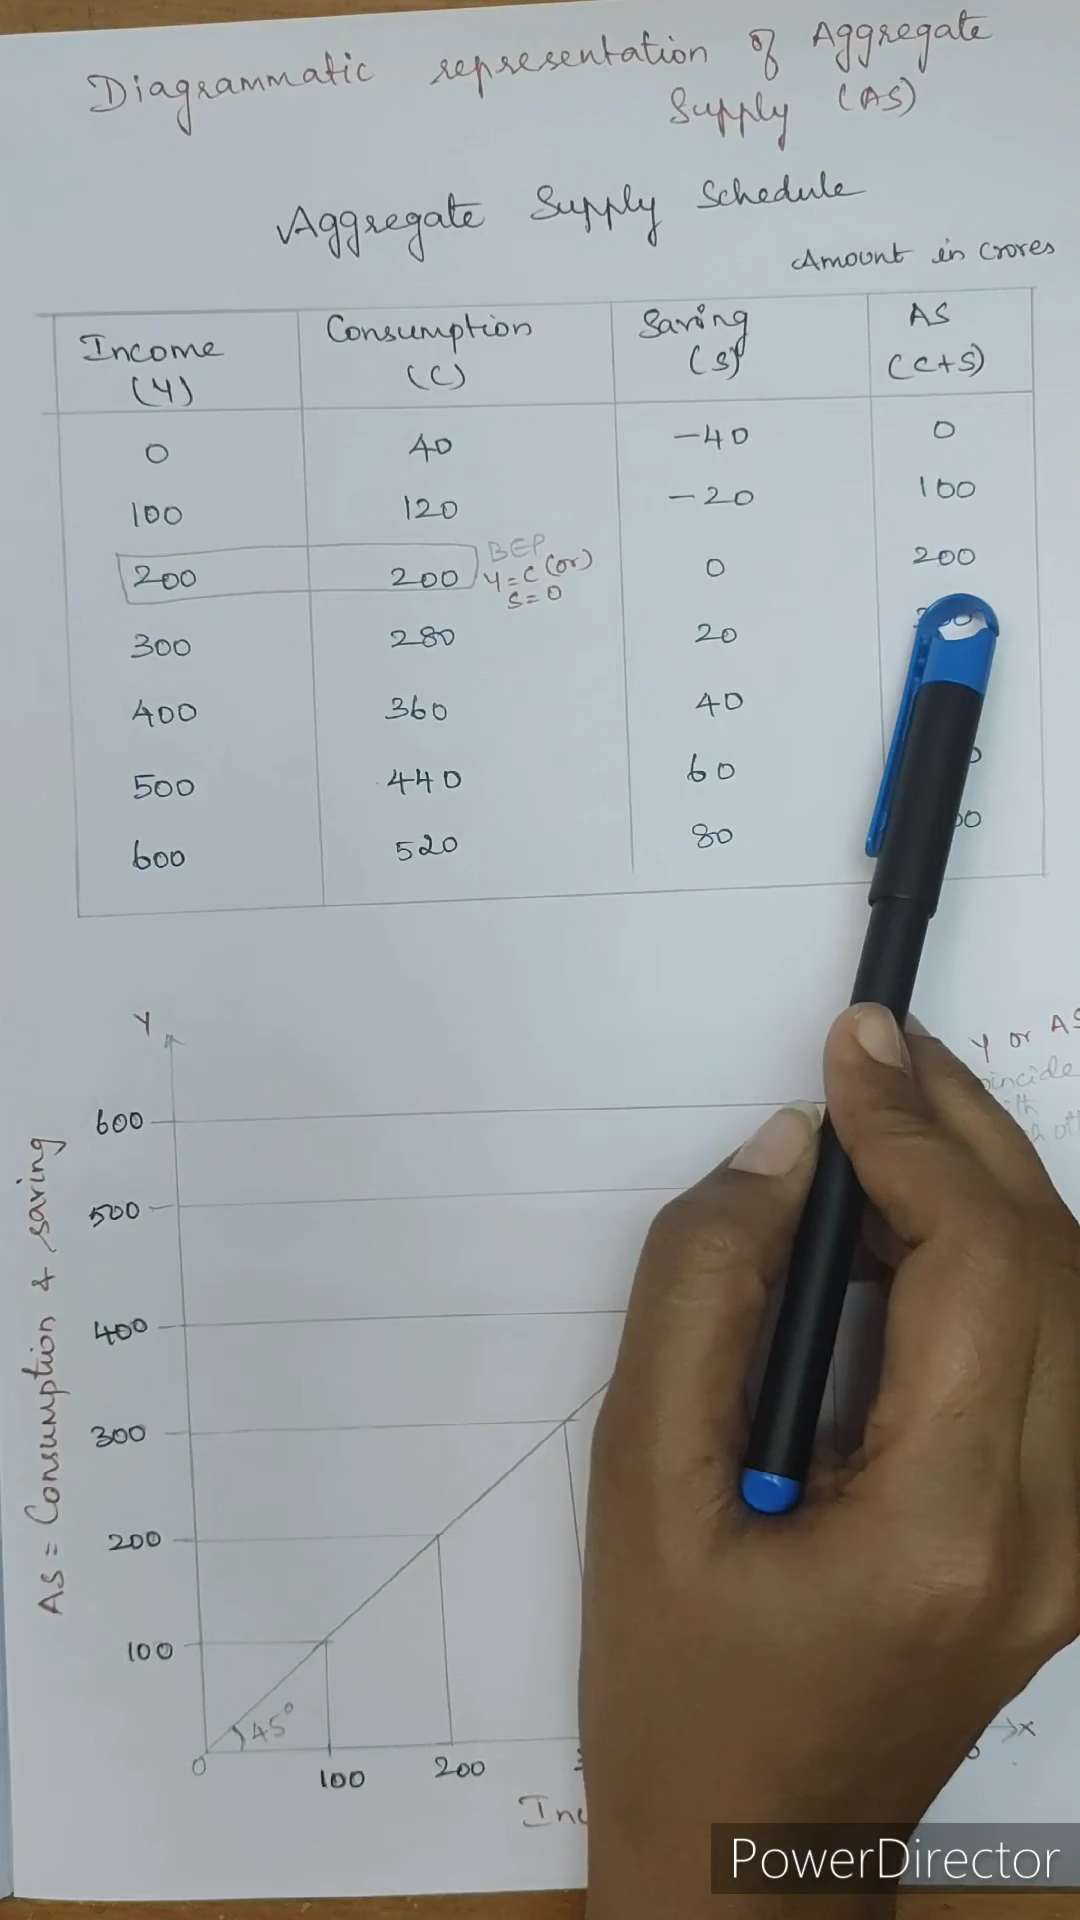 Diagrammatic representation of Aggregate
Supply (AS)
Aggregate Supply Schedule
Amount in Crores
Income (Y) Consumption (C) Saving (S) AS (C+S)
0 40 -40 0
100 120 -20 100
200 200 BEP Y=C (or) S=0 0 200
300 280 20
400 360 40
500 440 60
600 520 80
Y
Y or AS
600
500
400
300
200
100
AS = Consumption & saving
45°
0 100 200 x
PowerDirector